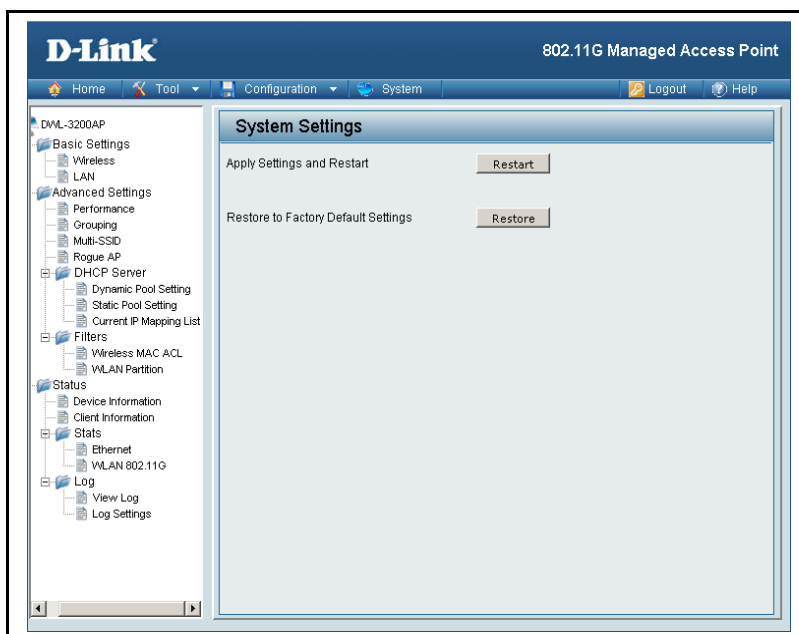 D-Link
802.11G Managed Access Point
Home Tool Configuration System Logout Help
DWL-3200AP
Basic Settings
Wireless
LAN
Advanced Settings
Performance
Grouping
Multi-SSID
Rogue AP
DHCP Server
Dynamic Pool Setting
Static Pool Setting
Current IP Mapping List
Filters
Wireless MAC ACL
WLAN Partition
Status
Device Information
Client Information
Stats
Ethernet
WLAN 802.11G
Log
View Log
Log Settings
System Settings
Apply Settings and Restart Restart
Restore to Factory Default Settings Restore